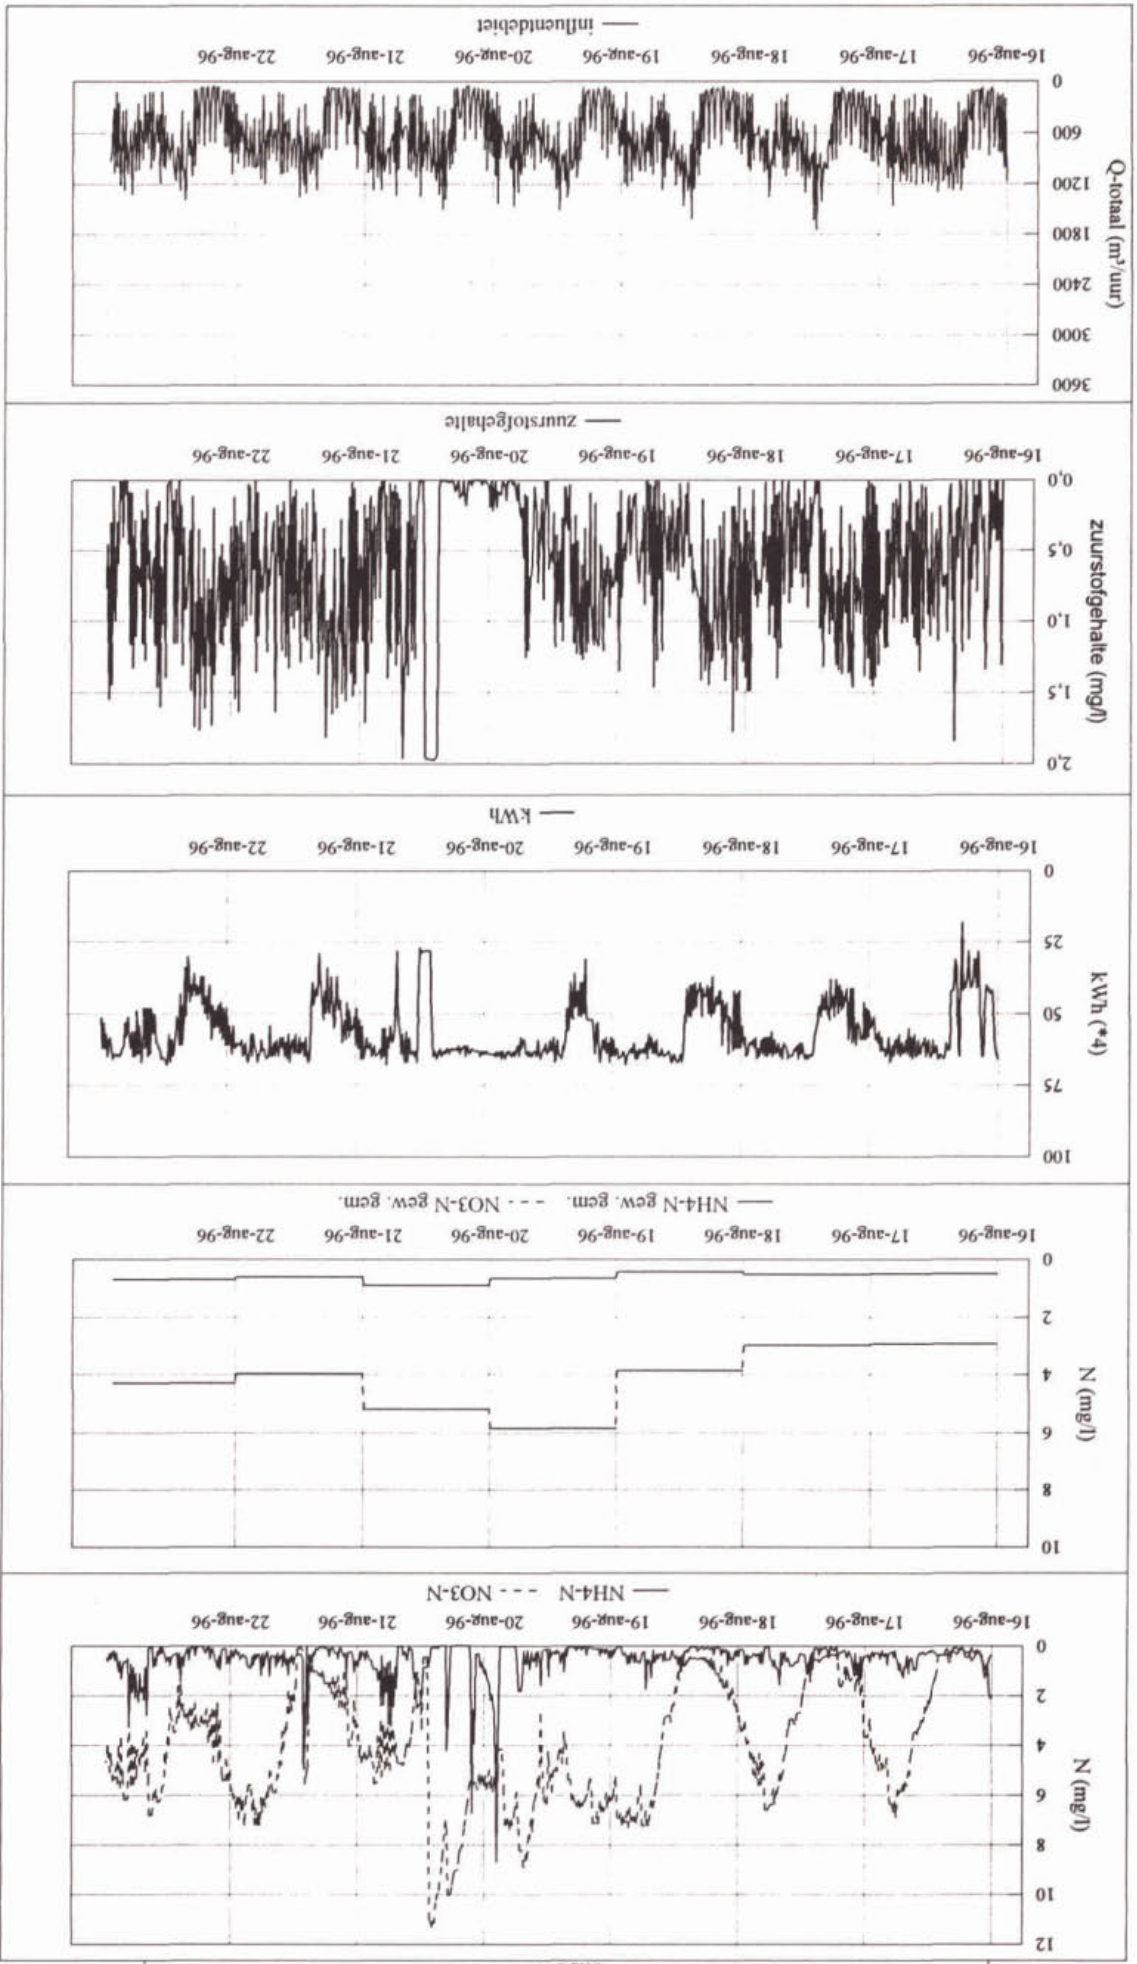 N (mg/l)
12
10
8
6
4
2
0
16-aug-96 17-aug-96 18-aug-96 19-aug-96 20-aug-96 21-aug-96 22-aug-96
NH4-N NO3-N
N (mg/l)
10
8
6
4
2
0
16-aug-96 17-aug-96 18-aug-96 19-aug-96 20-aug-96 21-aug-96 22-aug-96
NH4-N gew. gem. NO3-N gew. gem.
kWh (*4)
100
75
50
25
0
16-aug-96 17-aug-96 18-aug-96 19-aug-96 20-aug-96 21-aug-96 22-aug-96
kWh
zuurstofgehalte (mg/l)
2,0
1,5
1,0
0,5
0,0
16-aug-96 17-aug-96 18-aug-96 19-aug-96 20-aug-96 21-aug-96 22-aug-96
zuurstofgehalte
Q-totaal (m³/uur)
3600
3000
2400
1800
1200
600
0
16-aug-96 17-aug-96 18-aug-96 19-aug-96 20-aug-96 21-aug-96 22-aug-96
influentdebiet